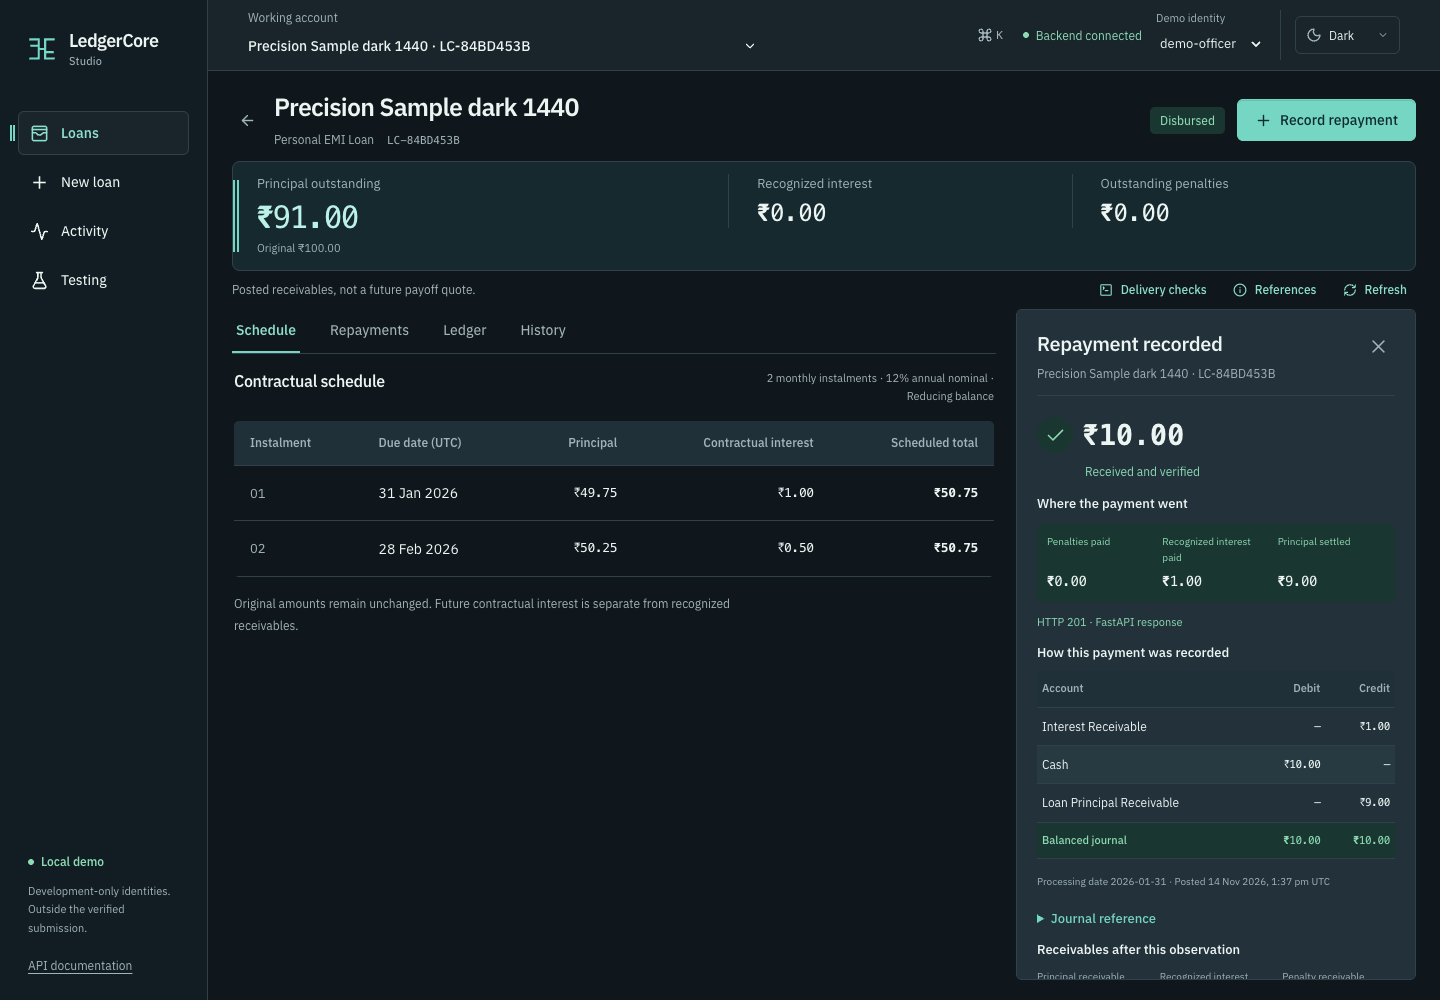 LedgerCore
Studio
Loans
New loan
Activity
Testing
Local demo
Development-only identities.
Outside the verified
submission.
API documentation
Working account
Precision Sample dark 1440 · LC-84BD453B
⌘ K
Backend connected
Demo identity
demo-officer
Dark
Precision Sample dark 1440
Personal EMI Loan LC-84BD453B
Disbursed
Record repayment
Principal outstanding
₹91.00
Original ₹100.00
Recognized interest
₹0.00
Outstanding penalties
₹0.00
Posted receivables, not a future payoff quote.
Delivery checks
References
Refresh
Schedule Repayments Ledger History
Contractual schedule
2 monthly instalments · 12% annual nominal ·
Reducing balance
Instalment Due date (UTC) Principal Contractual interest Scheduled total
01 31 Jan 2026 ₹49.75 ₹1.00 ₹50.75
02 28 Feb 2026 ₹50.25 ₹0.50 ₹50.75
Original amounts remain unchanged. Future contractual interest is separate from recognized
receivables.
Repayment recorded
Precision Sample dark 1440 · LC-84BD453B
₹10.00
Received and verified
Where the payment went
Penalties paid
₹0.00
Recognized interest
paid
₹1.00
Principal settled
₹9.00
HTTP 201 · FastAPI response
How this payment was recorded
Account Debit Credit
Interest Receivable — ₹1.00
Cash ₹10.00 —
Loan Principal Receivable — ₹9.00
Balanced journal ₹10.00 ₹10.00
Processing date 2026-01-31 · Posted 14 Nov 2026, 1:37 pm UTC
Journal reference
Receivables after this observation
Principal receivable Recognized interest Penalty receivable